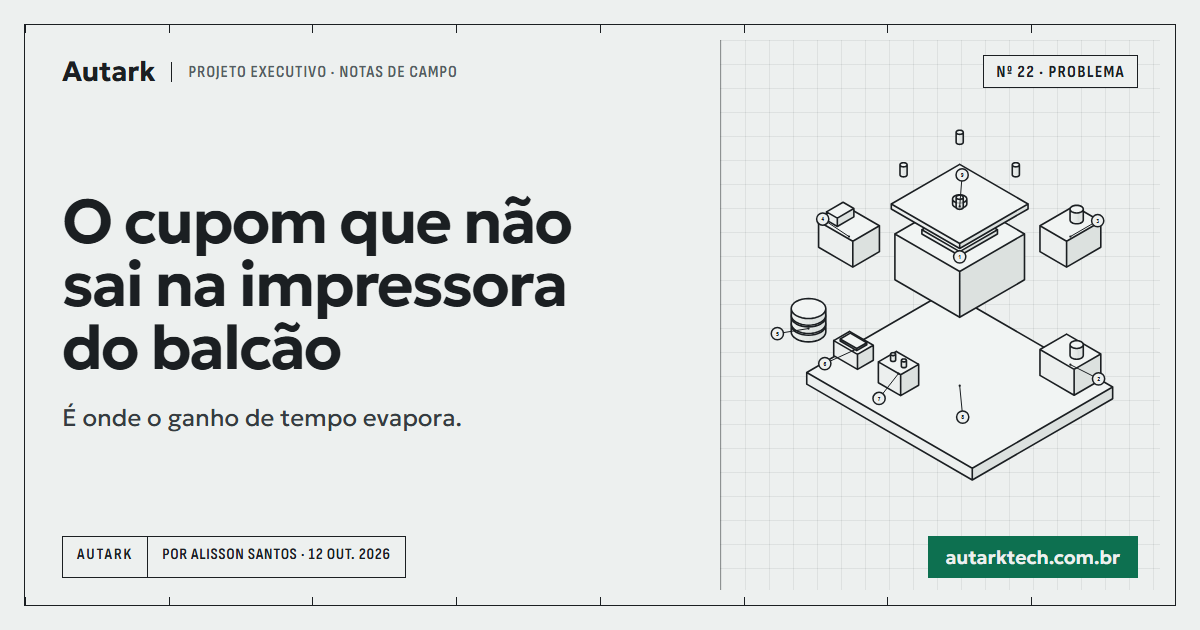 Autark
PROJETO EXECUTIVO · NOTAS DE CAMPO
Nº 22 · PROBLEMA
O cupom que não
sai na impressora
do balcão
É onde o ganho de tempo evapora.
AUTARK
POR ALISSON SANTOS · 12 OUT. 2026
autarktech.com.br